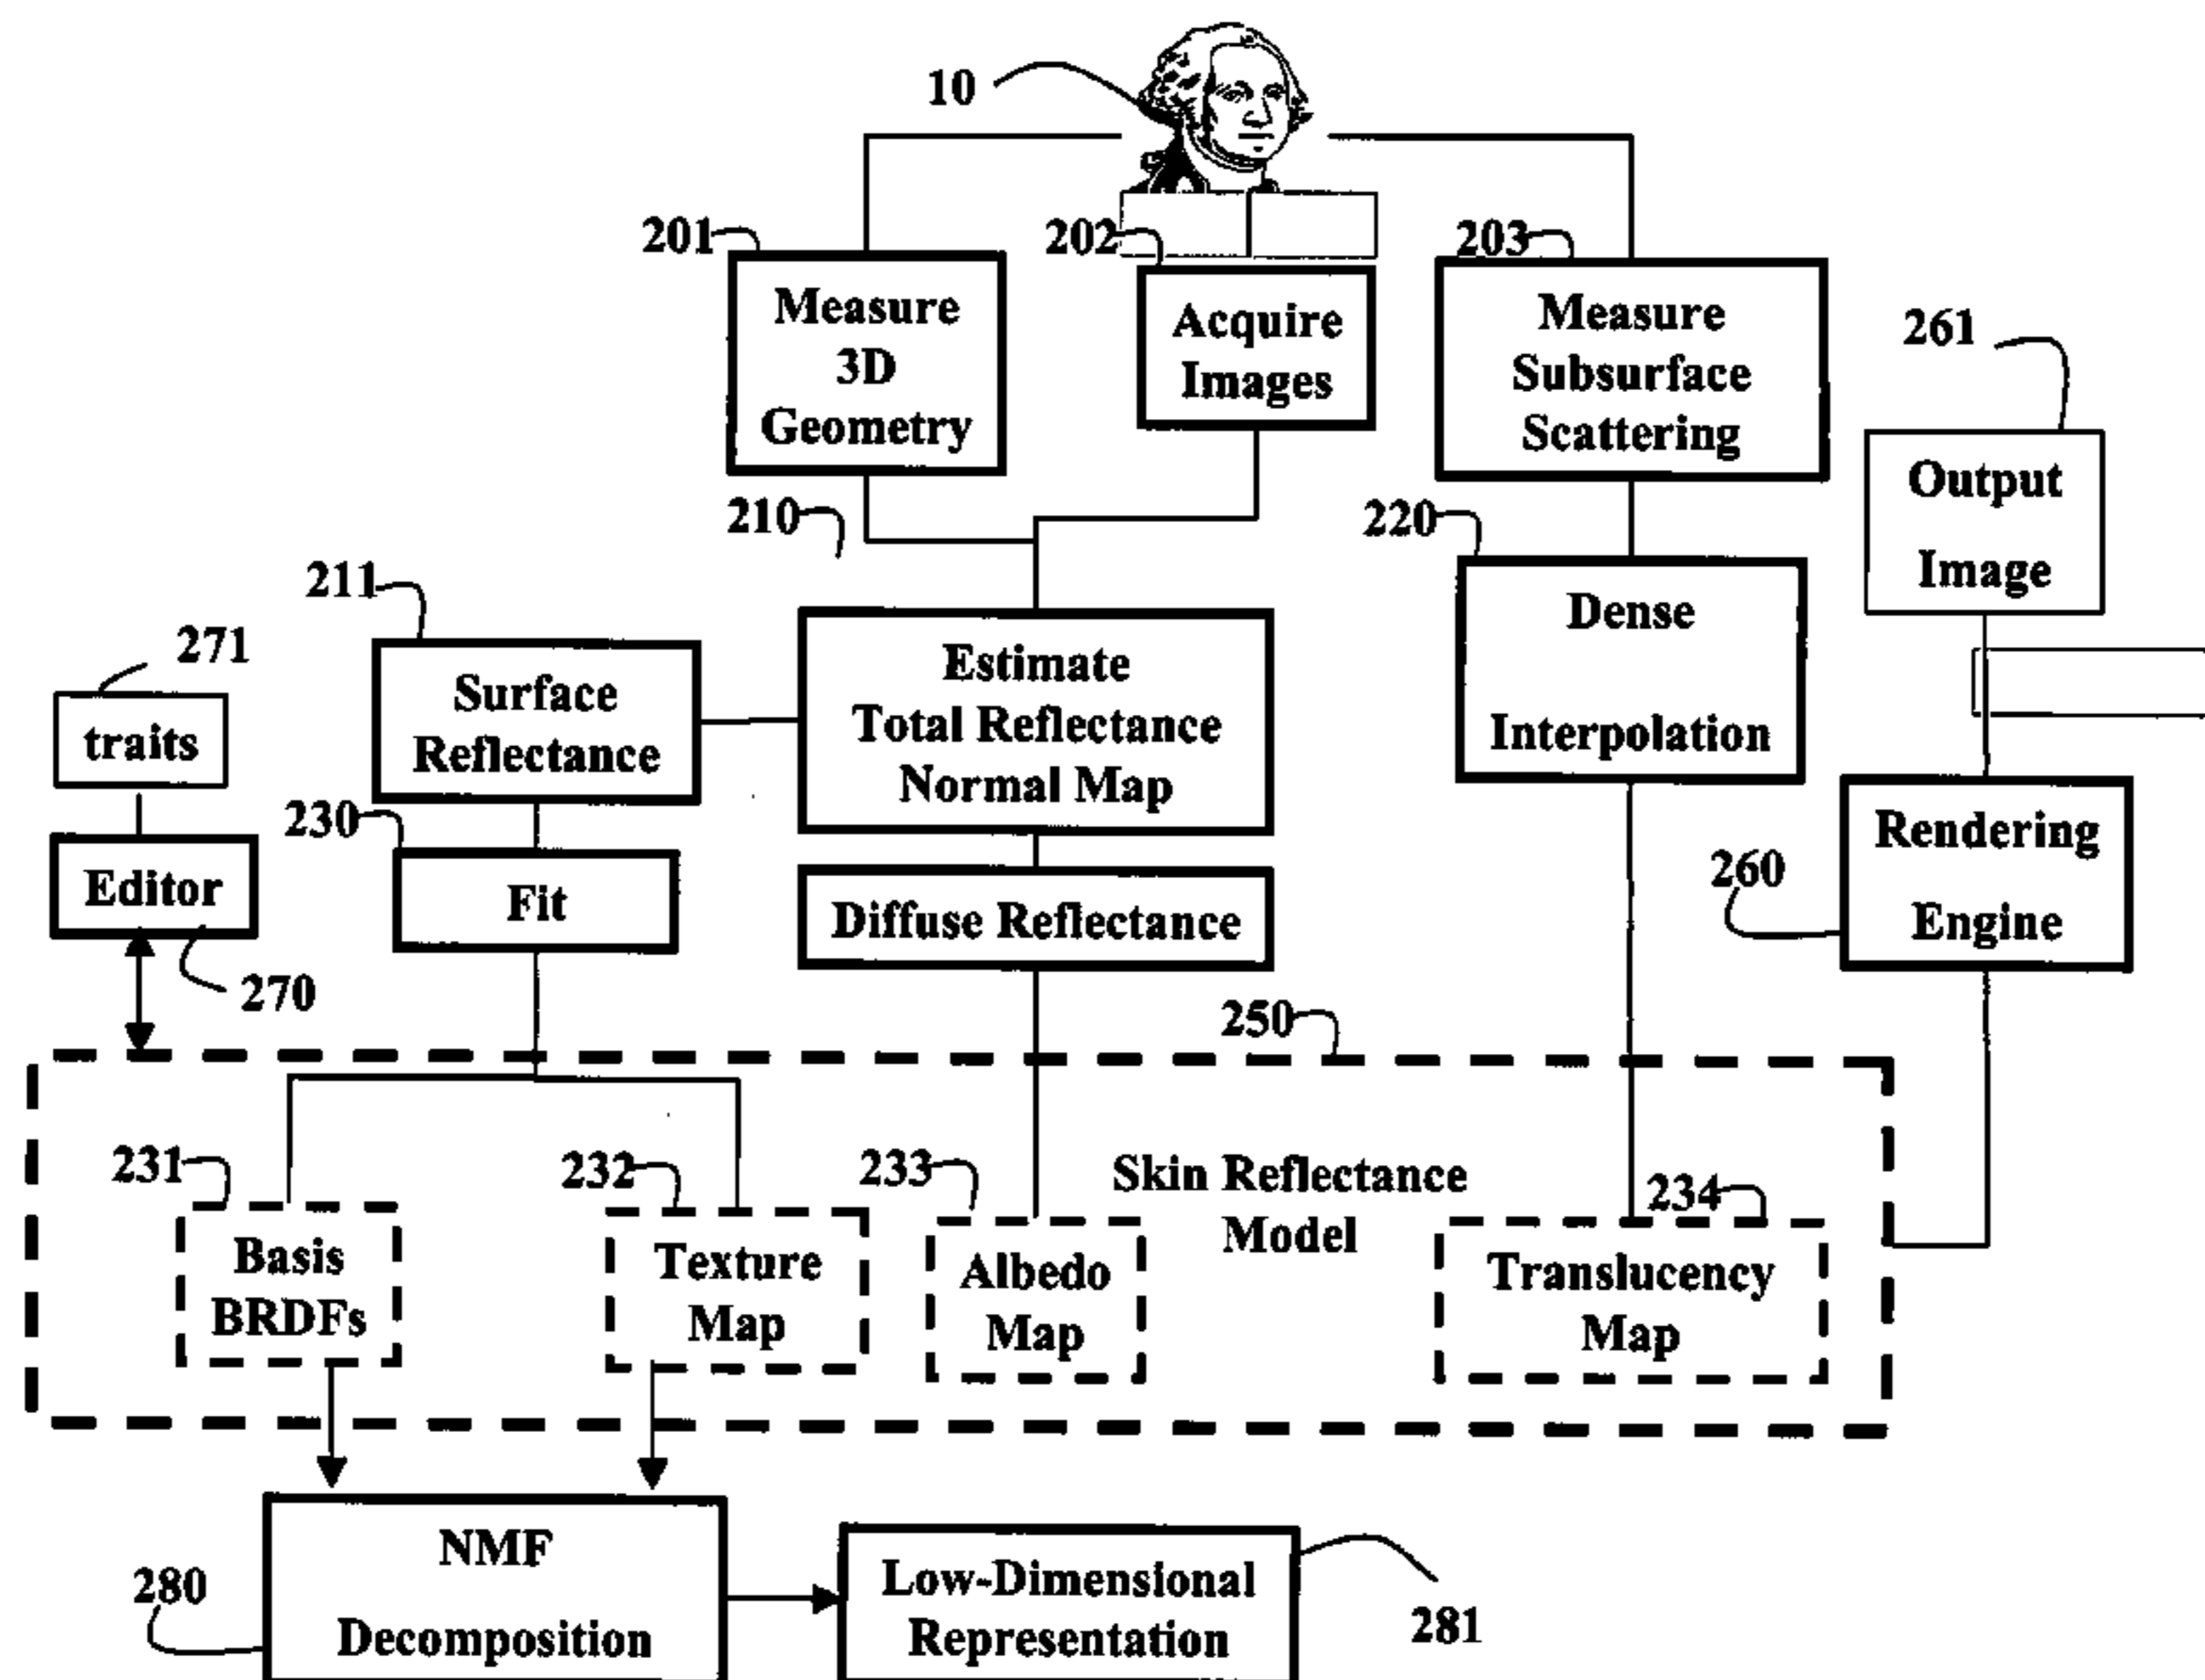 10
201
202
203
Measure
3D
Geometry
Acquire
Images
Measure
Subsurface
Scattering
261
Output
Image
210
220
211
271
Surface
Reflectance
Estimate
Total Reflectance
Normal Map
Dense
Interpolation
traits
230
260
Rendering
Engine
Editor
Fit
Diffuse Reflectance
270
250
231
232
233
Skin Reflectance
Model
234
Basis
BRDFs
Texture
Map
Albedo
Map
Translucency
Map
280
NMF
Decomposition
Low-Dimensional
Representation
281